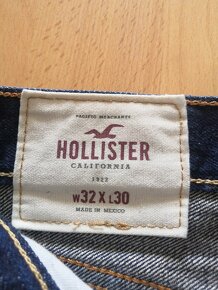 PACIFIC MERCHANTS
HOLLISTER
CALIFORNIA
1922
W32 X L30
MADE IN MEXICO